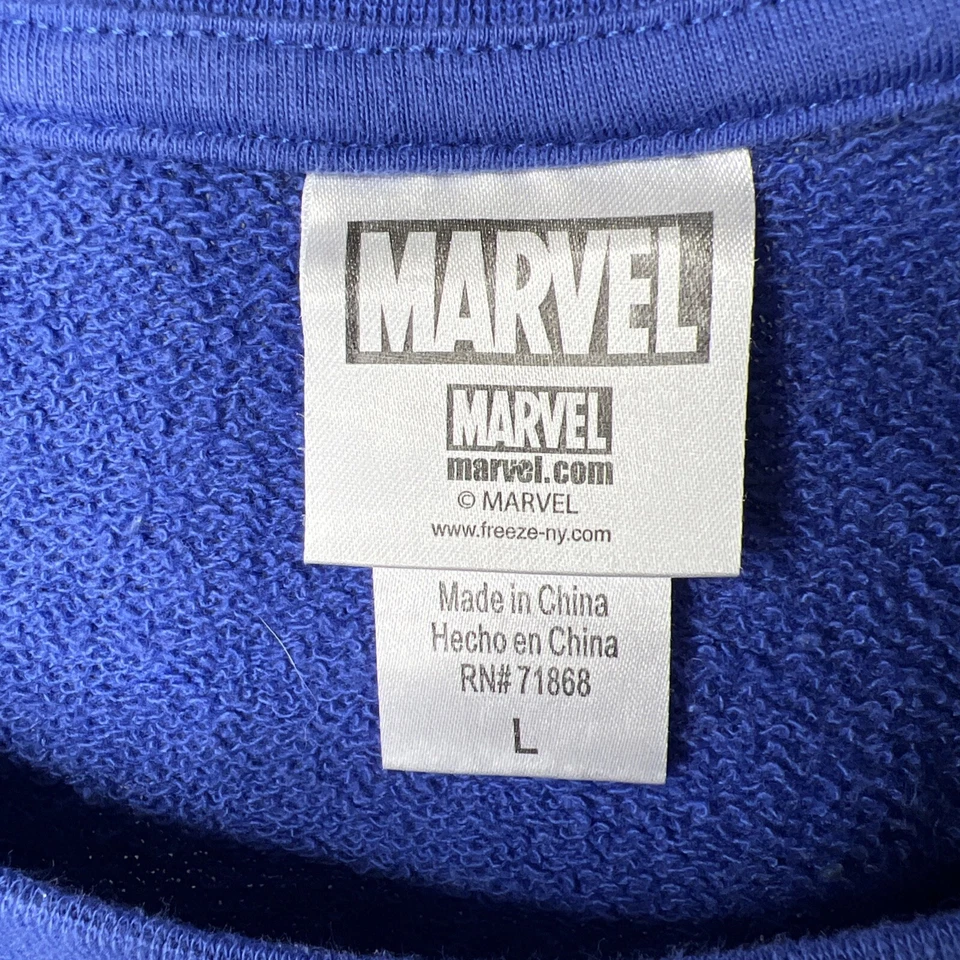 MARVEL
MARVEL
marvel.com
© MARVEL
www.freeze-ny.com
Made in China
Hecho en China
RN# 71868
L